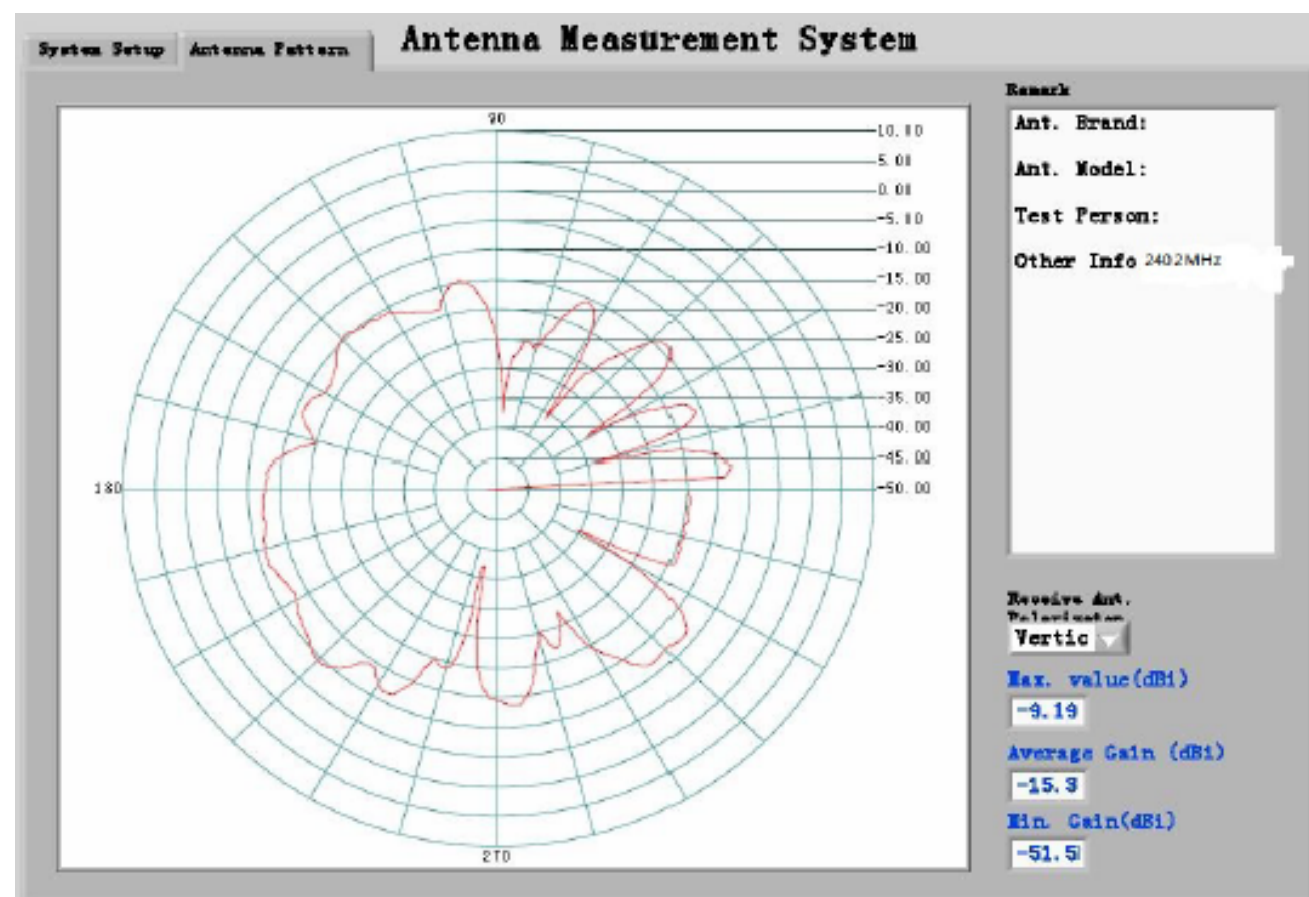 Antenna Measurement System
System Setup
Antenna Pattern
90
10.00
5.00
0.00
-5.00
-10.00
-15.00
-20.00
-25.00
-30.00
-35.00
-40.00
-45.00
-50.00
180
270
Remark
Ant. Brand:
Ant. Model:
Test Person:
Other Info 2402MHz
Receive Ant.
Vertic
Max. value(dBi)
-9.19
Average Gain (dBi)
-15.3
Min. Gain(dBi)
-51.5